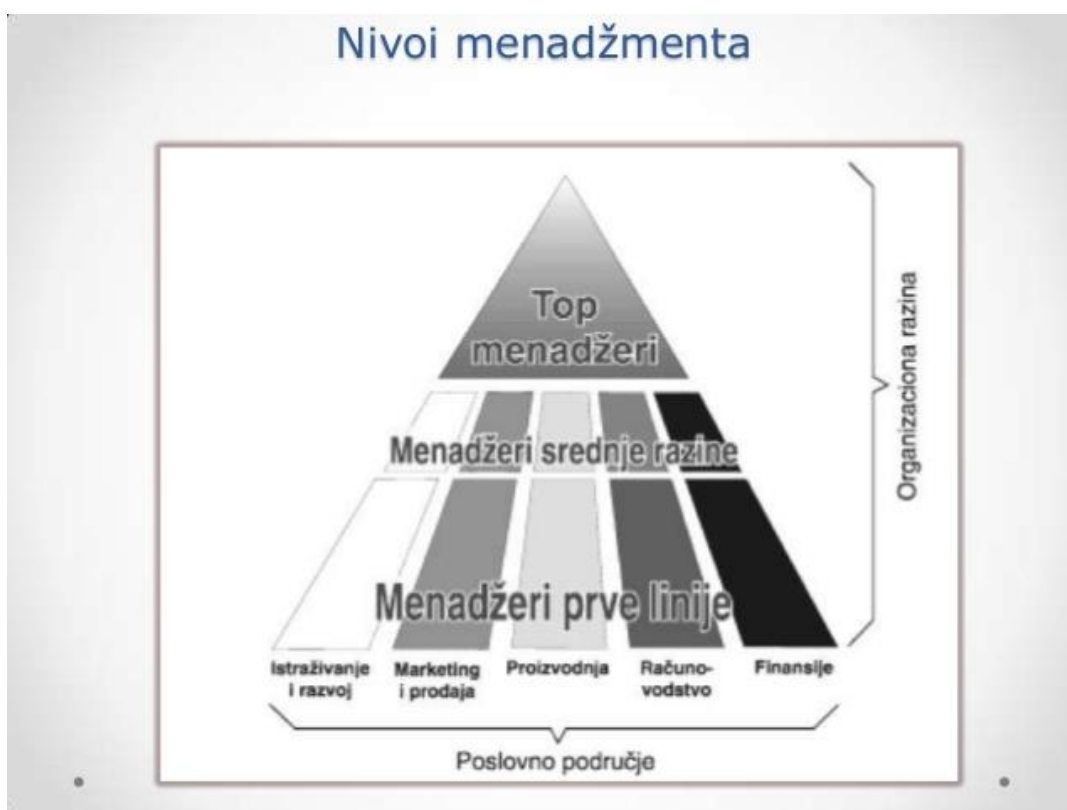 Nivoi menadžmenta
Top
menadžeri
Menadžeri srednje razine
Menadžeri prve linije
Istraživanje
i razvoj
Marketing
i prodaja
Proizvodnja
Računo-
vodstvo
Finansije
Poslovno područje
Organizaciona razina